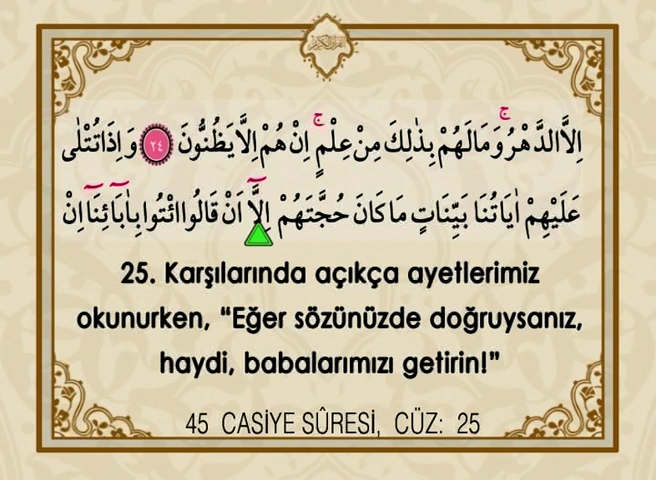 اِلَّا الدَّهْرُۚ وَمَا لَهُمْ بِذٰلِكَ مِنْ عِلْمٍۚ اِنْ هُمْ اِلَّا يَظُنُّونَ ﴿٢٤﴾ وَاِذَا تُتْلٰى
عَلَيْهِمْ اٰيَاتُنَا بَيِّنَاتٍ مَا كَانَ حُجَّتَهُمْ اِلَّٓا اَنْ قَالُوا ائْتُوا بِاٰبَٓائِنَٓا اِنْ
25. Karşılarında açıkça ayetlerimiz
okunurken, “Eğer sözünüzde doğruysanız,
haydi, babalarımızı getirin!”
45 CASİYE SÛRESİ, CÜZ: 25